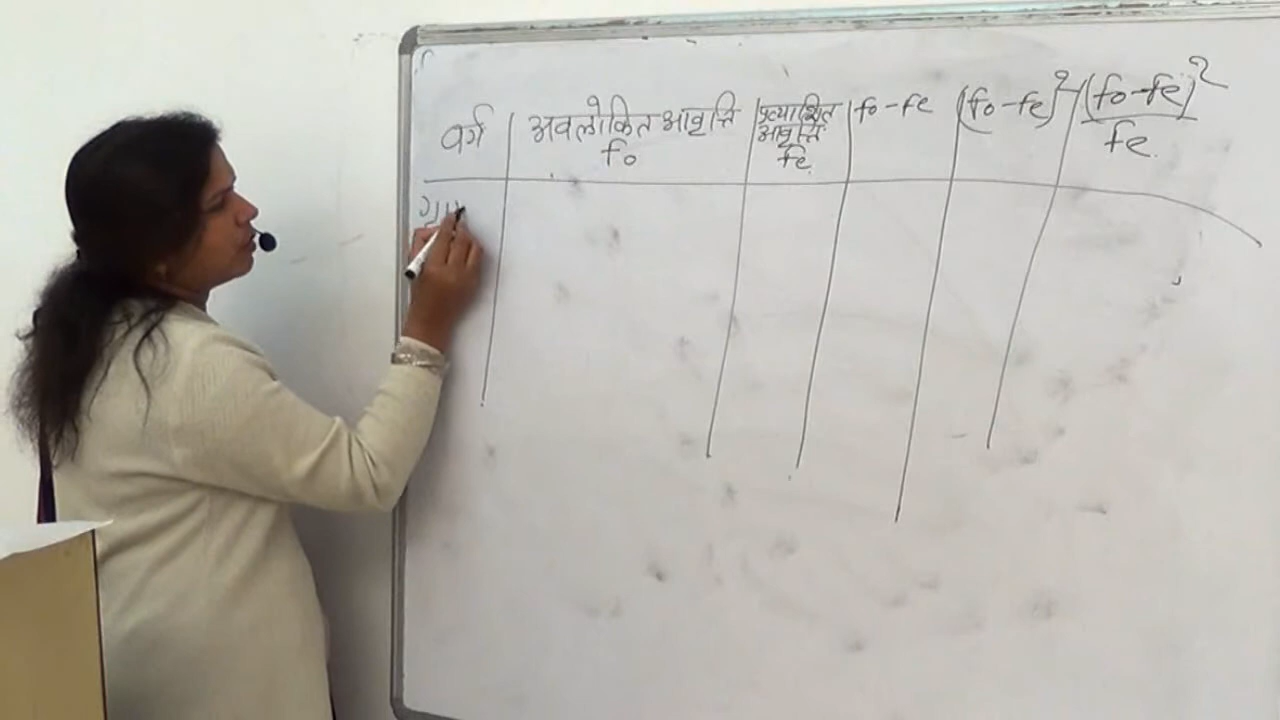 वर्ग
अवलोकित आवृत्ति
fo
प्रत्याशित
आवृत्ति
fe
fo - fe
(fo - fe)²
(fo - fe)²
fe